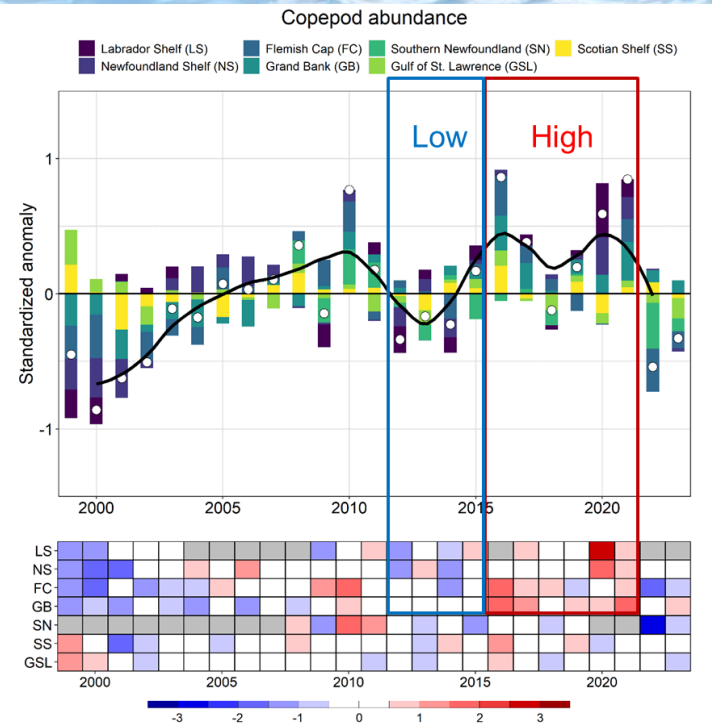 Copepod abundance
Labrador Shelf (LS) Flemish Cap (FC) Southern Newfoundland (SN) Scotian Shelf (SS)
Newfoundland Shelf (NS) Grand Bank (GB) Gulf of St. Lawrence (GSL)
Low High
Standardized anomaly
1
0
-1
2000 2005 2010 2015 2020
LS
NS
FC
GB
SN
SS
GSL
2000 2005 2010 2015 2020
-3 -2 -1 0 1 2 3